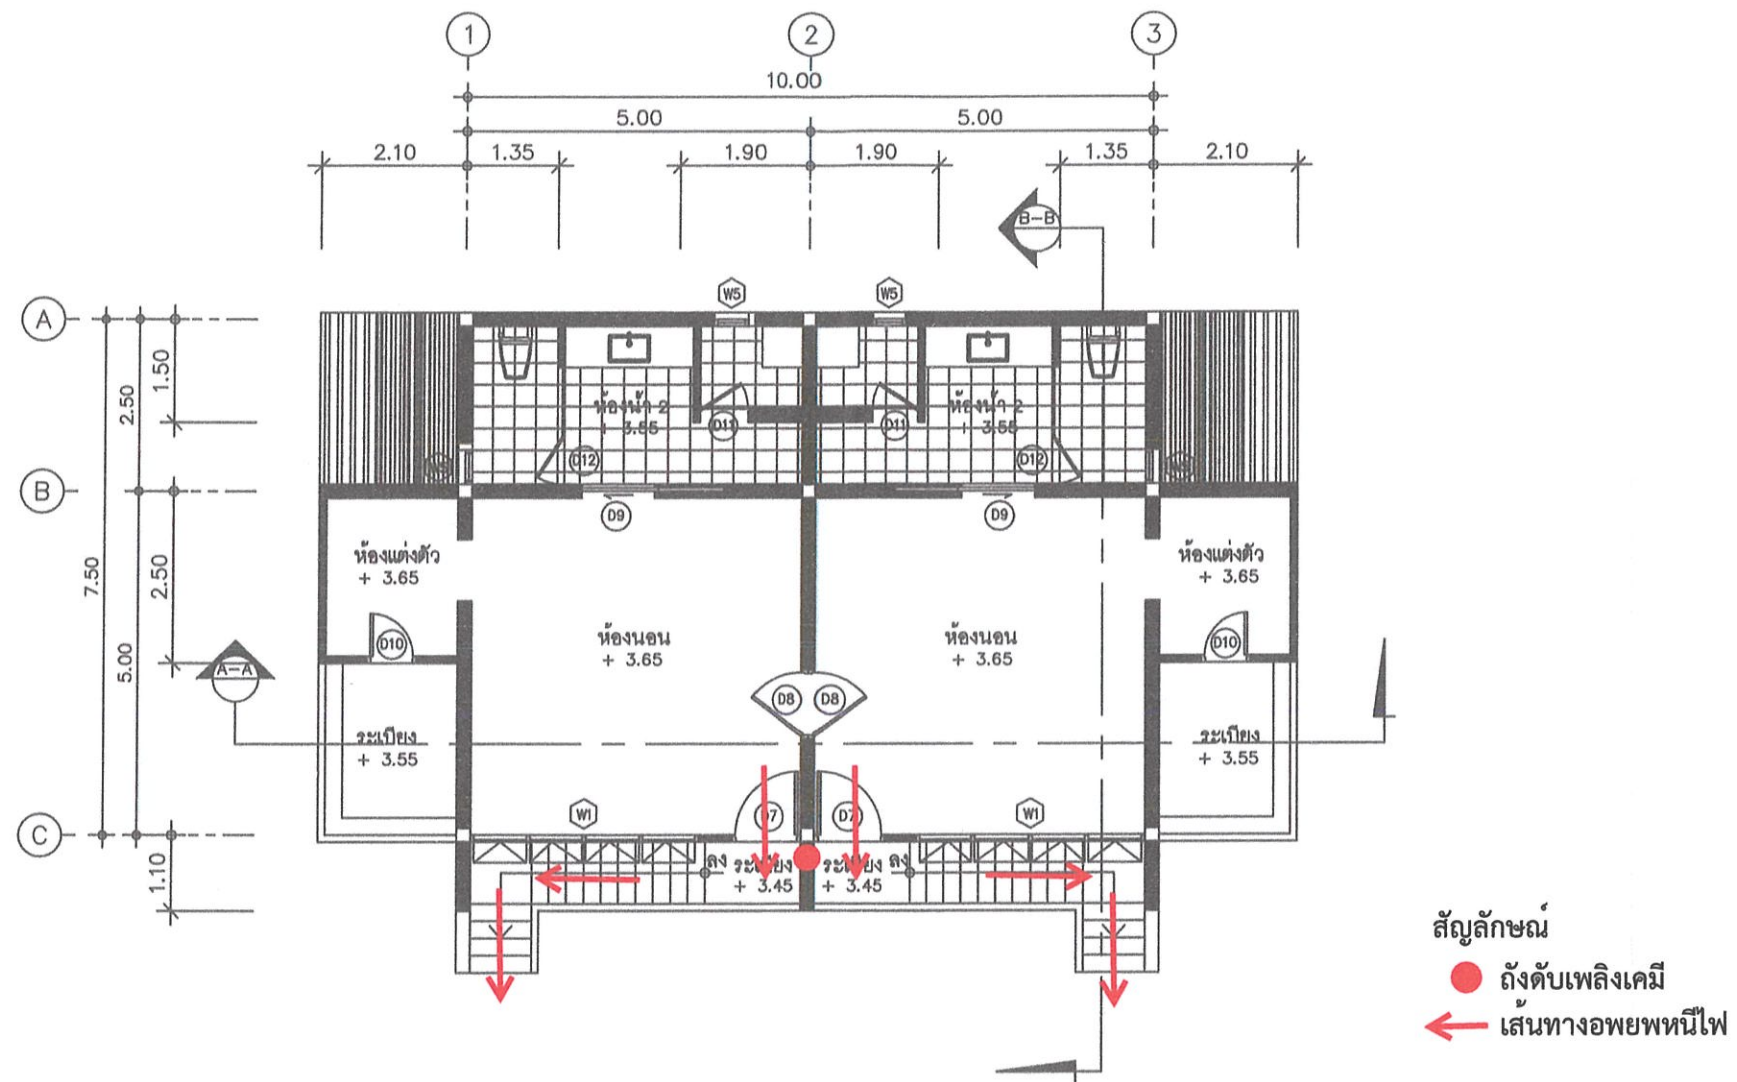 1 2 3
10.00
5.00 5.00
2.10 1.35 1.90 1.90 1.35 2.10
B-B
W5 W5
A
1.50
2.50
ห้องน้ำ 2 ห้องน้ำ 2
+ 3.55 + 3.55
D11 D11
D12 D12
W5 W5
B
D9 D9
ห้องแต่งตัว ห้องแต่งตัว
+ 3.65 + 3.65
7.50
2.50
ห้องนอน ห้องนอน
+ 3.65 + 3.65
D10 D10
5.00
A-A
D8 D8
ระเบียง ระเบียง
+ 3.55 + 3.55
W1 D7 D7 W1
C
1.10
ลง ระเบียง ระเบียง ลง
+ 3.45 + 3.45
สัญลักษณ์
ถังดับเพลิงเคมี
เส้นทางอพยพหนีไฟ